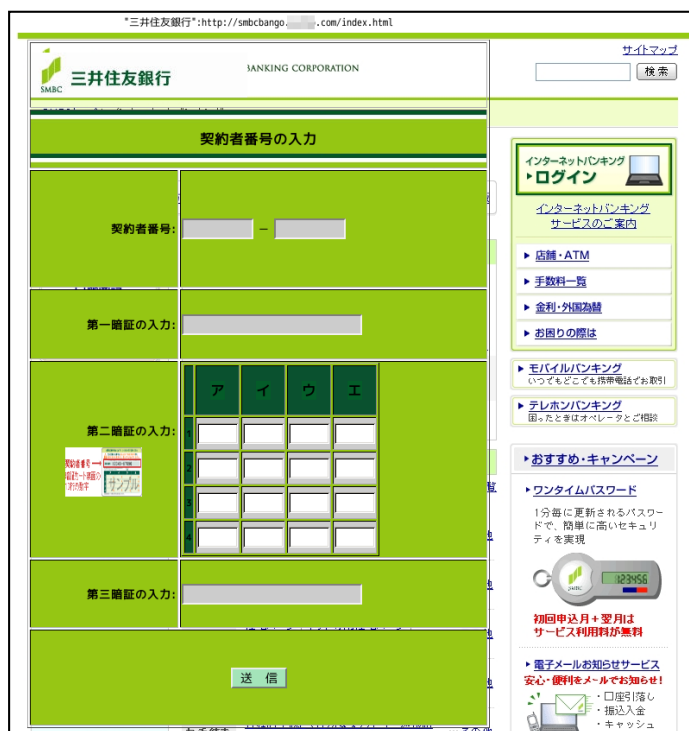 "三井住友銀行":http://smbcbango.
.com/index.html
サイトマップ
検索
SMBC
三井住友銀行
BANKING CORPORATION
契約者番号の入力
契約者番号:
－
第一暗証の入力:
第二暗証の入力:
ア イ ウ エ
1
2
3
4
契約者番号
サンプル
第三暗証の入力:
送 信
インターネットバンキング
ログイン
インターネットバンキング
サービスのご案内
店舗・ATM
手数料一覧
金利・外国為替
お困りの際は
モバイルバンキング
いつでもどこでも携帯電話でお取引
テレホンバンキング
困ったときはオペレータとご相談
おすすめ・キャンペーン
ワンタイムパスワード
1分毎に更新されるパスワー
ドで、簡単に高いセキュリ
ティを実現
SMBC
123456
初回申込月+翌月は
サービス利用料が無料
電子メールお知らせサービス
安心・便利をメールでお知らせ!
・口座引落し
・振込入金
・キャッシュ